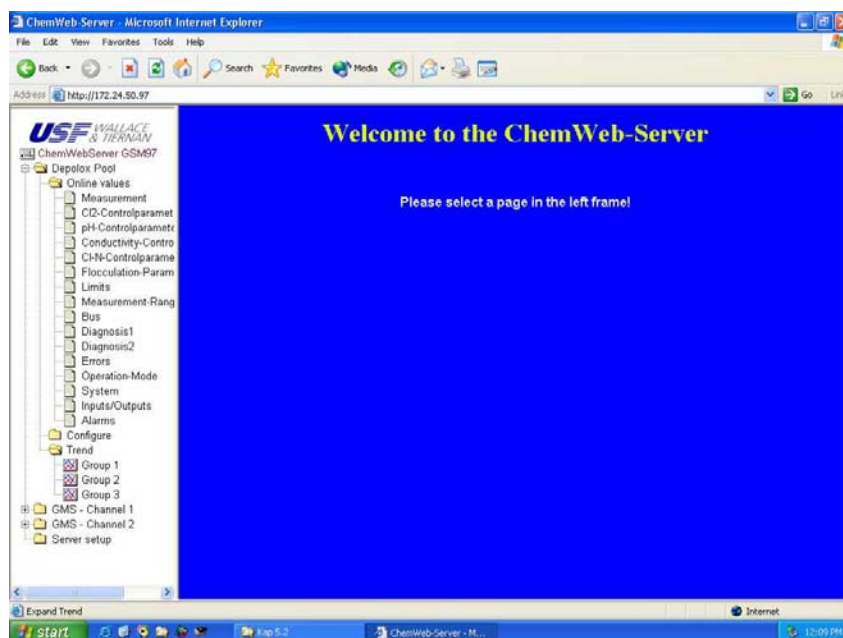 ChemWeb-Server - Microsoft Internet Explorer
File Edit View Favorites Tools Help
Back Search Favorites Media
Address http://172.24.50.97 Go Lin
USF WALLACE & TIERNAN
ChemWebServer GSM97
Depolox Pool
Online values
Measurement
Cl2-Controlparamet
pH-Controlparamete
Conductivity-Contro
Cl-N-Controlparame
Flocculation-Param
Limits
Measurement-Rang
Bus
Diagnosis1
Diagnosis2
Errors
Operation-Mode
System
Inputs/Outputs
Alarms
Configure
Trend
Group 1
Group 2
Group 3
GMS - Channel 1
GMS - Channel 2
Server setup
Welcome to the ChemWeb-Server
Please select a page in the left frame!
Expand Trend Internet
start Kap 5.2 ChemWeb-Server - M... 12:09 PM